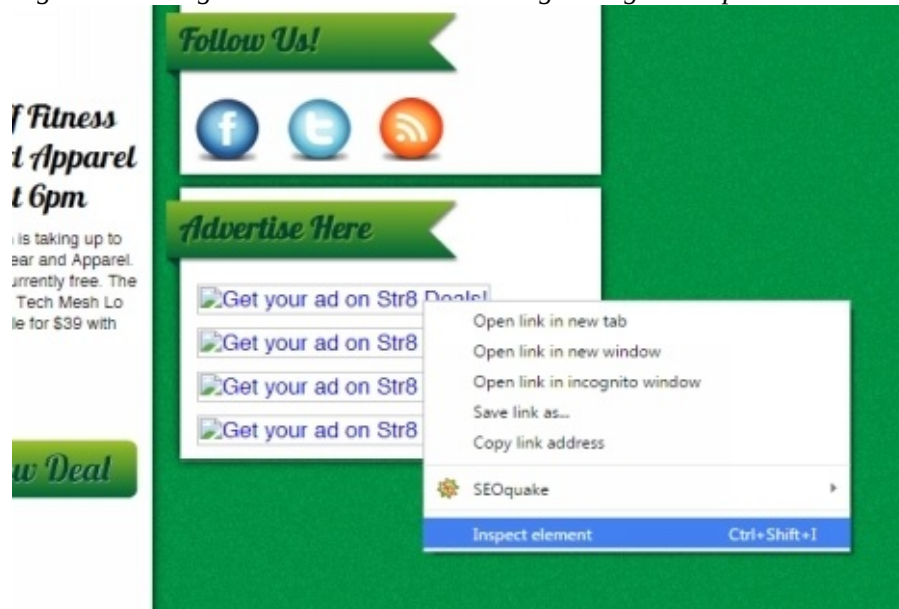 Follow Us!
f Fitness
d Apparel
t 6pm
is taking up to
ear and Apparel.
urrently free. The
Tech Mesh Lo
le for $39 with
w Deal
Advertise Here
Get your ad on Str8 Deals!
Get your ad on Str8
Get your ad on Str8
Get your ad on Str8
Open link in new tab
Open link in new window
Open link in incognito window
Save link as...
Copy link address
SEOquake
Inspect element Ctrl+Shift+I